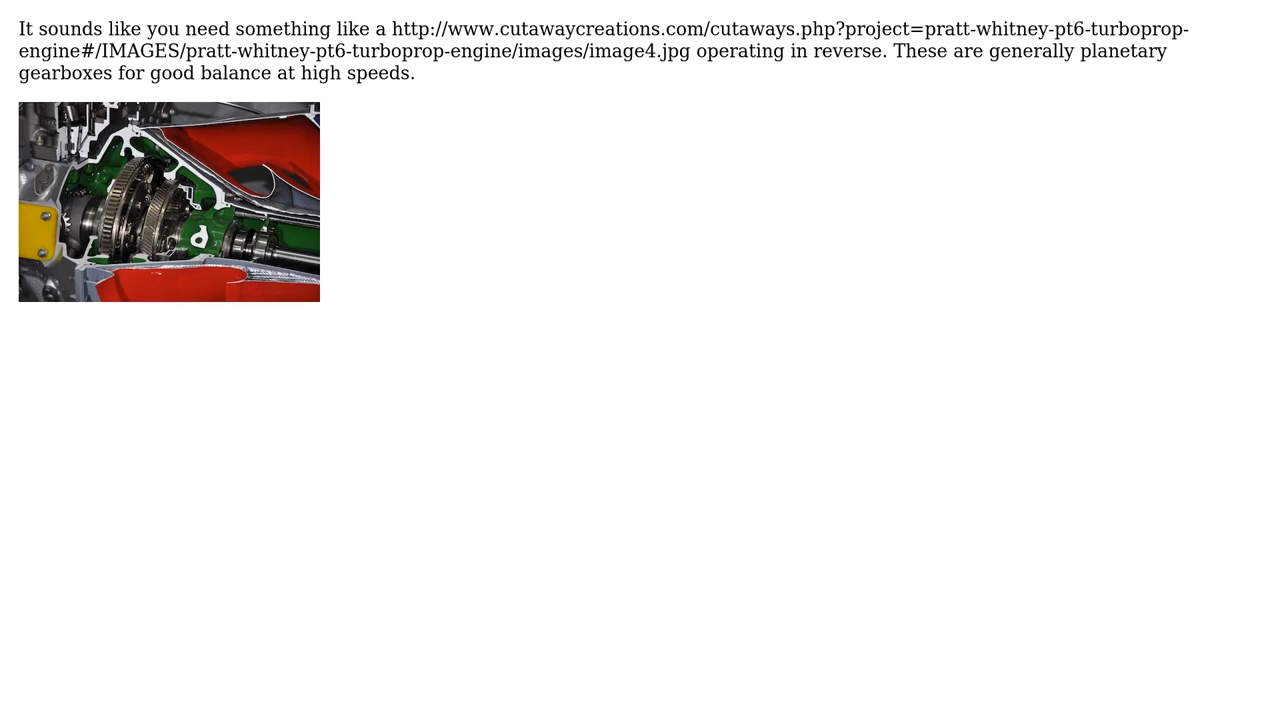 It sounds like you need something like a http://www.cutawaycreations.com/cutaways.php?project=pratt-whitney-pt6-turboprop-
engine#/IMAGES/pratt-whitney-pt6-turboprop-engine/images/image4.jpg operating in reverse. These are generally planetary
gearboxes for good balance at high speeds.